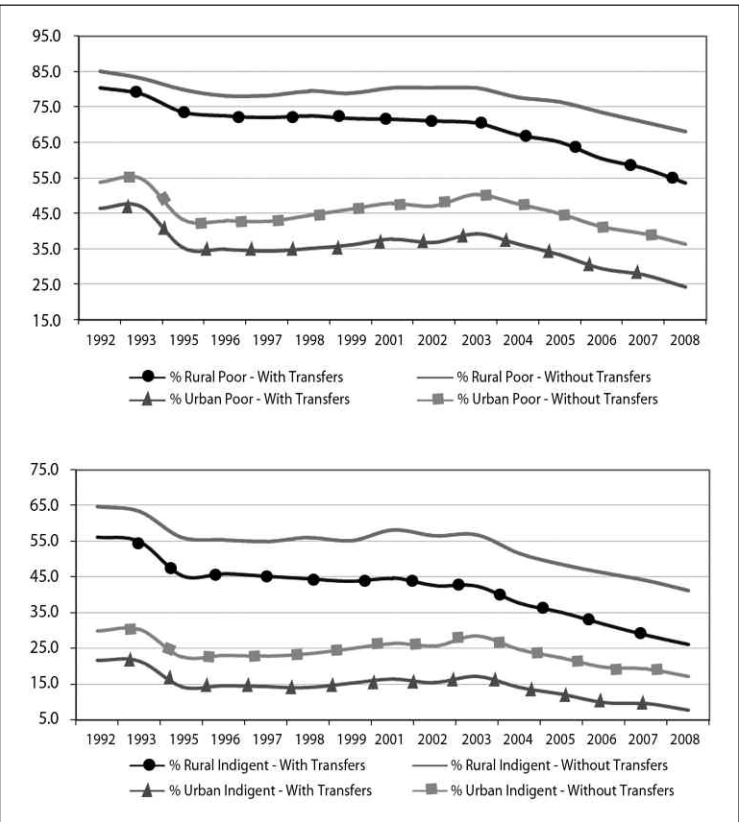 95.0
85.0
75.0
65.0
55.0
45.0
35.0
25.0
15.0
1992 1993 1995 1996 1997 1998 1999 2001 2002 2003 2004 2005 2006 2007 2008
% Rural Poor - With Transfers % Rural Poor - Without Transfers
% Urban Poor - With Transfers % Urban Poor - Without Transfers
75.0
65.0
55.0
45.0
35.0
25.0
15.0
5.0
1992 1993 1995 1996 1997 1998 1999 2001 2002 2003 2004 2005 2006 2007 2008
% Rural Indigent - With Transfers % Rural Indigent - Without Transfers
% Urban Indigent - With Transfers % Urban Indigent - Without Transfers